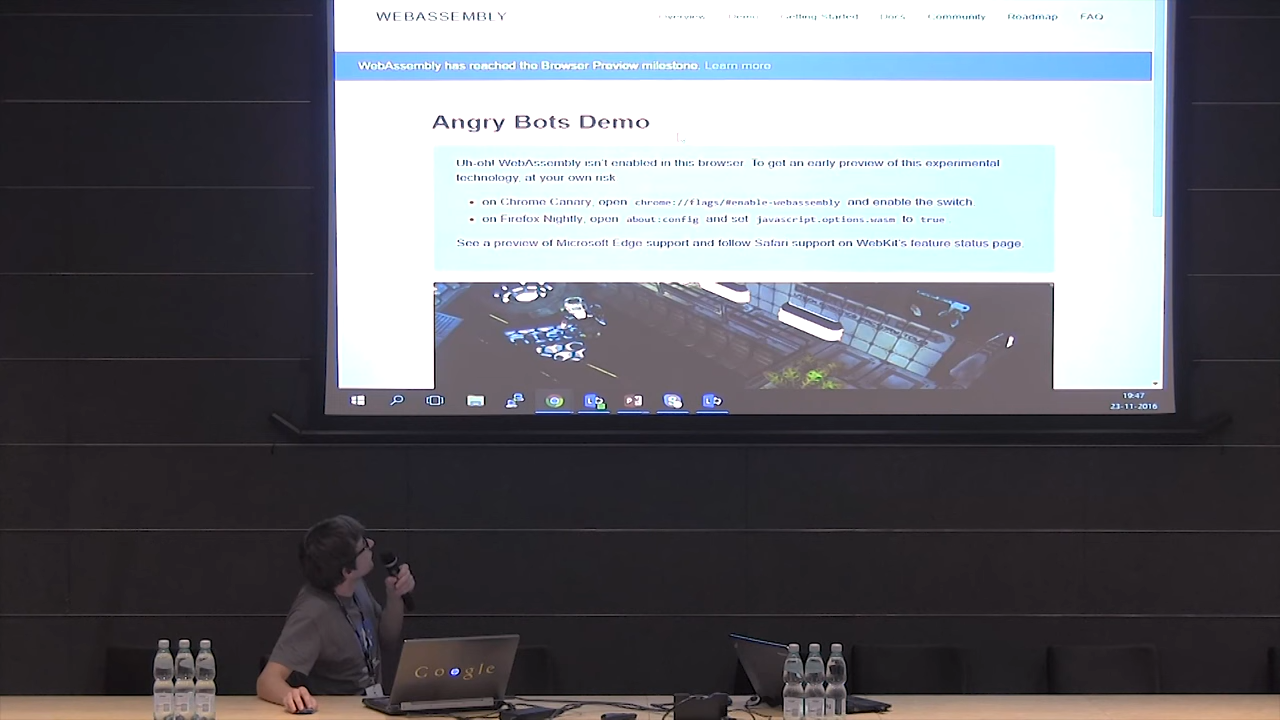 WEBASSEMBLY
Overview Demo Getting Started Docs Community Roadmap FAQ
WebAssembly has reached the Browser Preview milestone. Learn more
Angry Bots Demo
Uh-oh! WebAssembly isn't enabled in this browser. To get an early preview of this experimental
technology, at your own risk
on Chrome Canary, open chrome://flags/#enable-webassembly and enable the switch.
on Firefox Nightly, open about:config and set javascript.options.wasm to true
See a preview of Microsoft Edge support and follow Safari support on WebKit's feature status page.
19:47
23-11-2016
Google